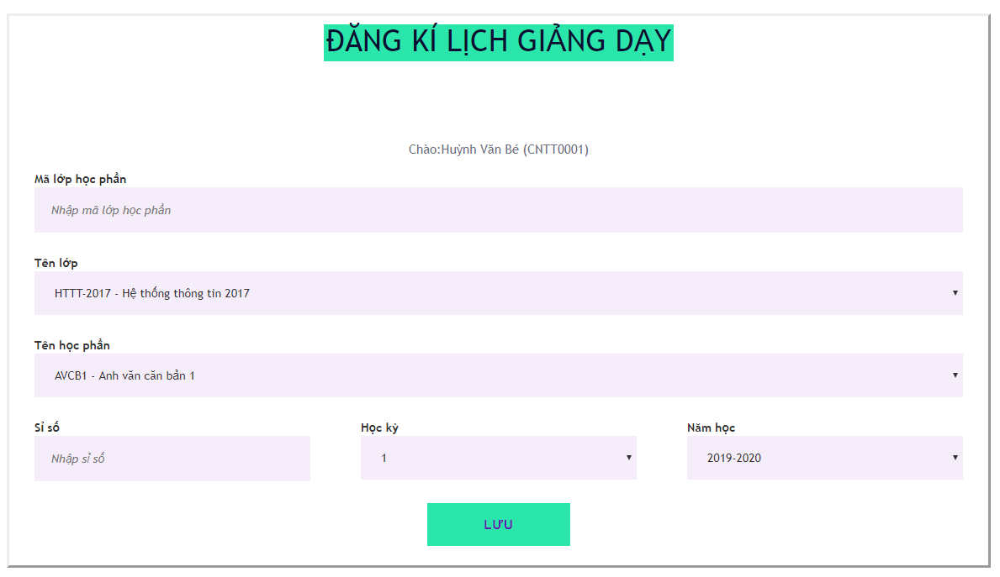 ĐĂNG KÍ LỊCH GIẢNG DẠY
Chào:Huỳnh Văn Bé (CNTT0001)
Mã lớp học phần
Nhập mã lớp học phần
Tên lớp
HTTT-2017 - Hệ thống thông tin 2017
Tên học phần
AVCB1 - Anh văn căn bản 1
Sỉ số Học kỳ Năm học
Nhập sỉ số 1 2019-2020
LƯU